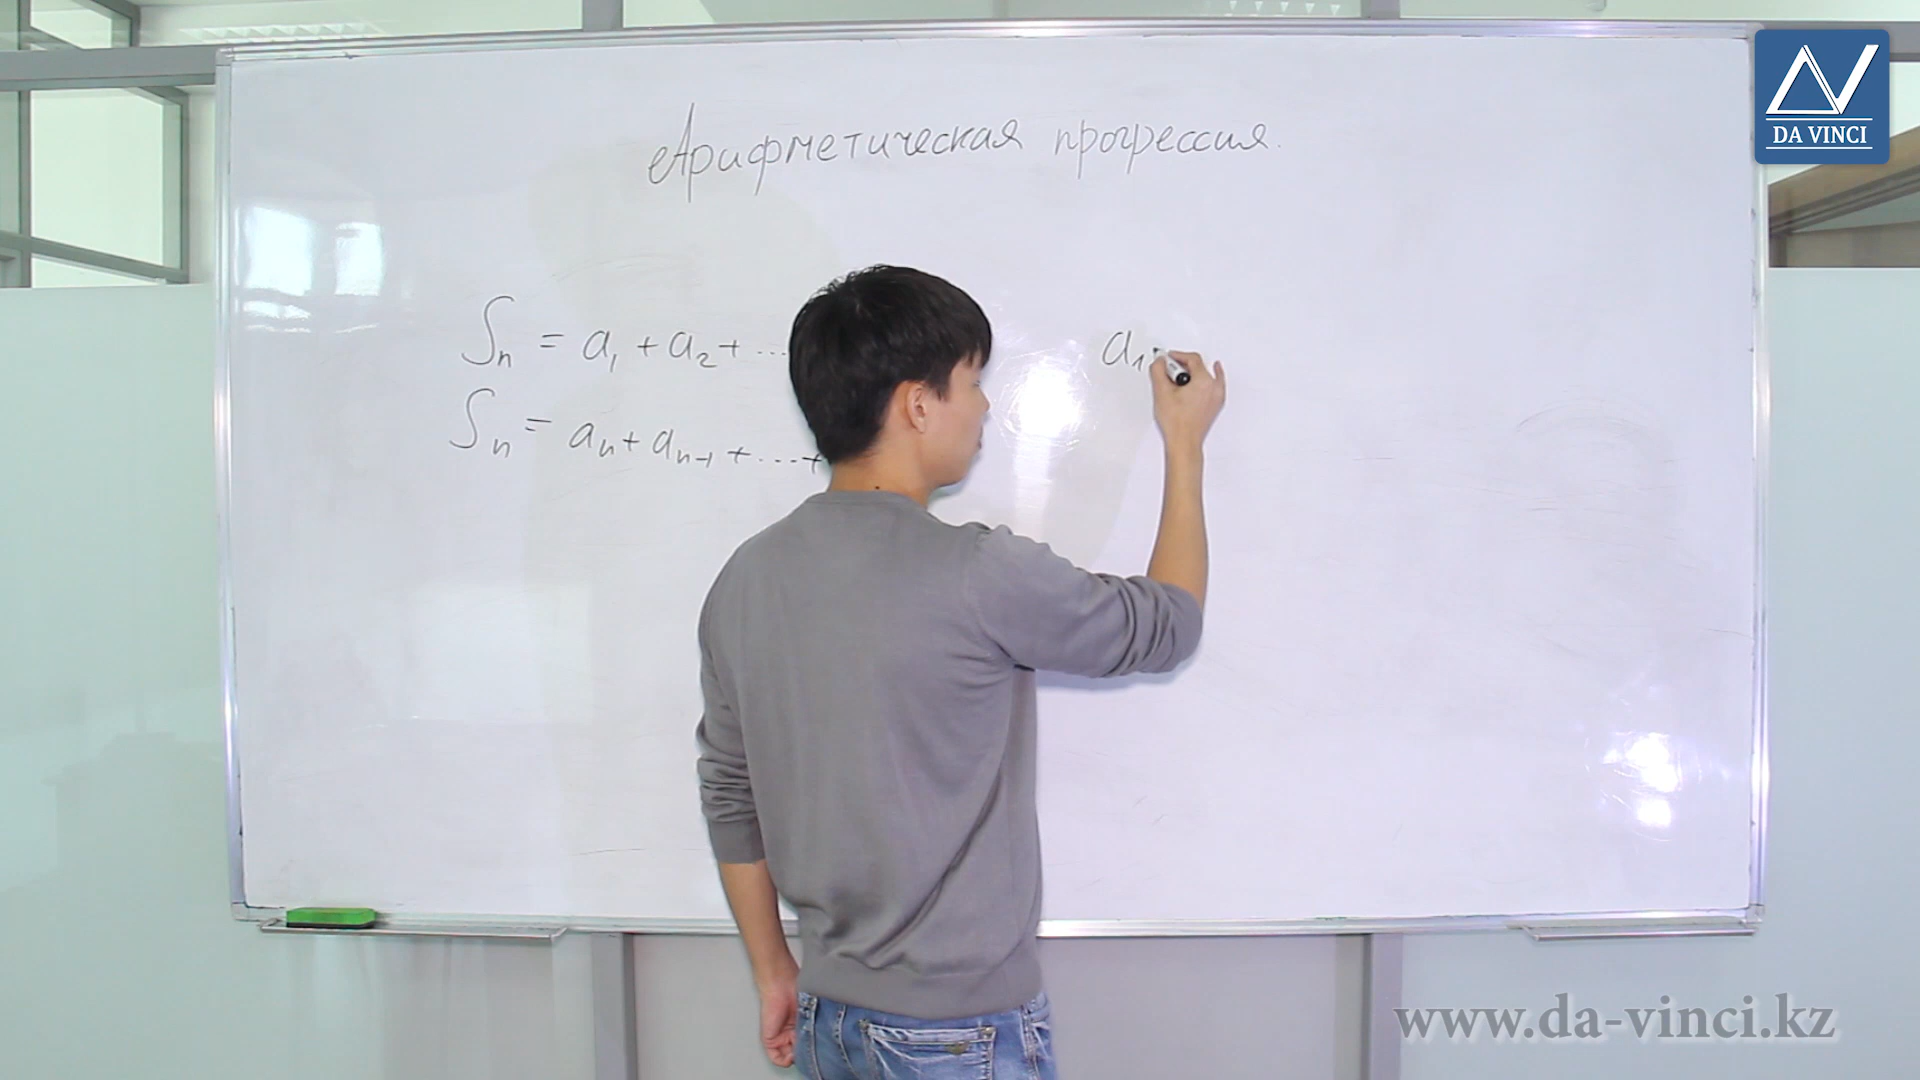 DA VINCI
Арифметическая прогрессия.
Sₙ = a₁ + a₂ + ...
a₁
Sₙ = aₙ + aₙ₋₁ + ... +
www.da-vinci.kz